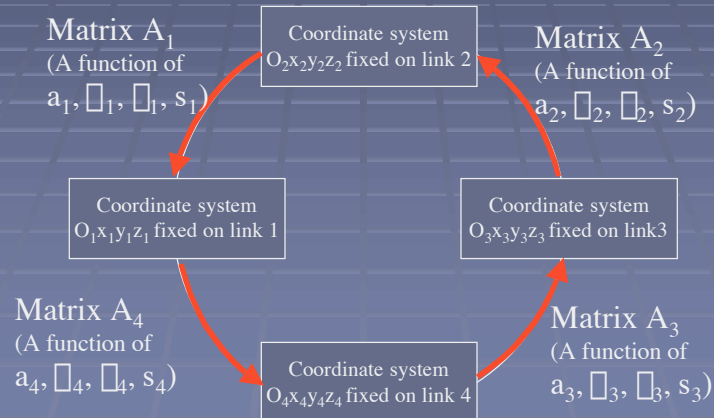 Matrix A₁
(A function of
a₁, □₁, □₁, s₁)
Coordinate system
O₂x₂y₂z₂ fixed on link 2
Matrix A₂
(A function of
a₂, □₂, □₂, s₂)
Coordinate system
O₁x₁y₁z₁ fixed on link 1
Coordinate system
O₃x₃y₃z₃ fixed on link3
Matrix A₄
(A function of
a₄, □₄, □₄, s₄)
Coordinate system
O₄x₄y₄z₄ fixed on link 4
Matrix A₃
(A function of
a₃, □₃, □₃, s₃)